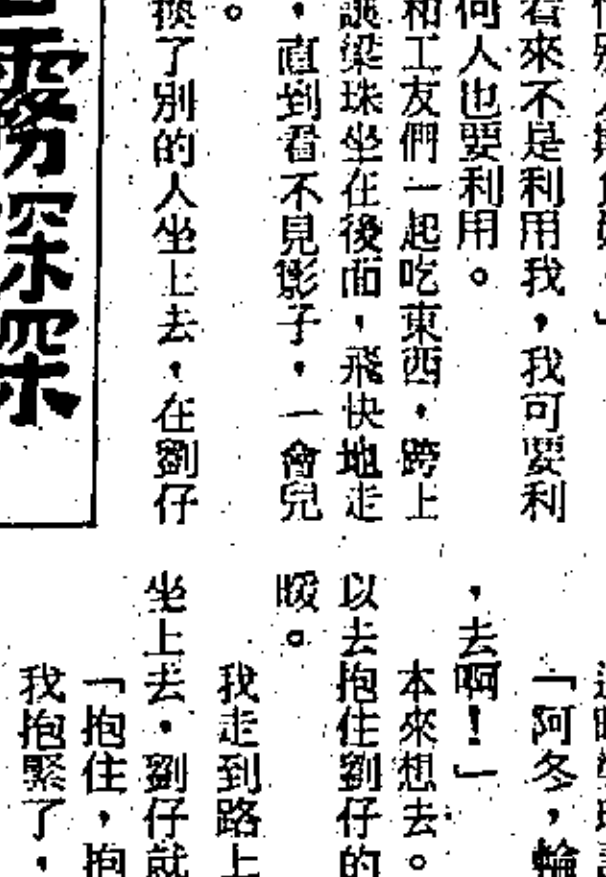 看來不是利用我，我可要利
何人也要利用。
和工友們一起吃東西，跨上
梁珠坐在後面，飛快地走
，直到看不見影子，一會兒
。
換了別的人坐上去，在劉仔
霧深深
「阿冬，輪
，去啊！」
本來想去。
以去抱住劉仔的
暖。
我走到路上
坐上去，劉仔就
「抱住，抱
我抱緊了，